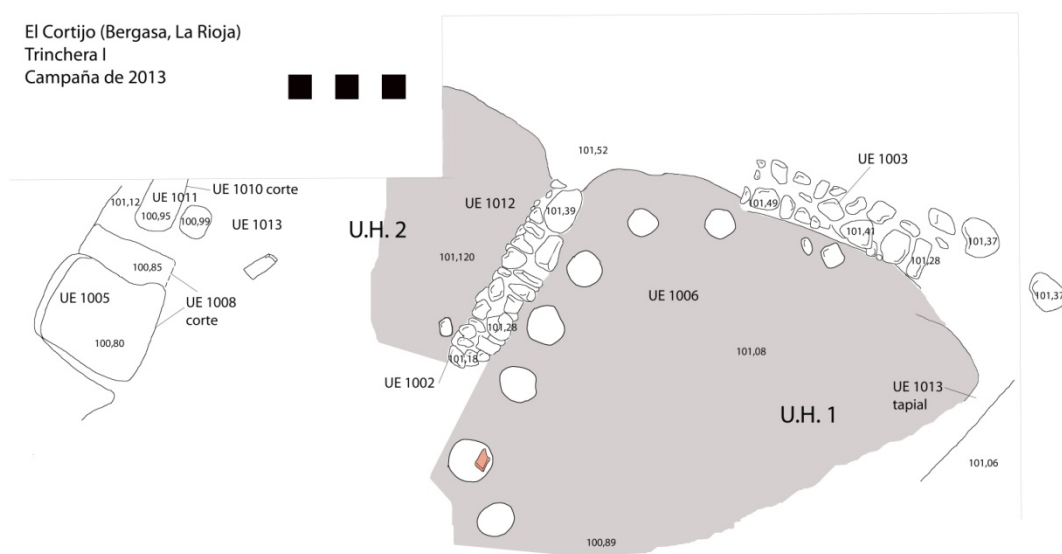 El Cortijo (Bergasa, La Rioja)
Trinchera I
Campaña de 2013
101,52
UE 1003
UE 1010 corte
101,12
UE 1011
100,95
100,99
UE 1013
UE 1012
101,39
101,49
101,41
101,37
U.H. 2
101,28
100,85
101,120
UE 1005
UE 1008
corte
UE 1006
101,37
100,80
101,28
101,08
101,18
UE 1002
UE 1013
tapial
U.H. 1
101,06
100,89